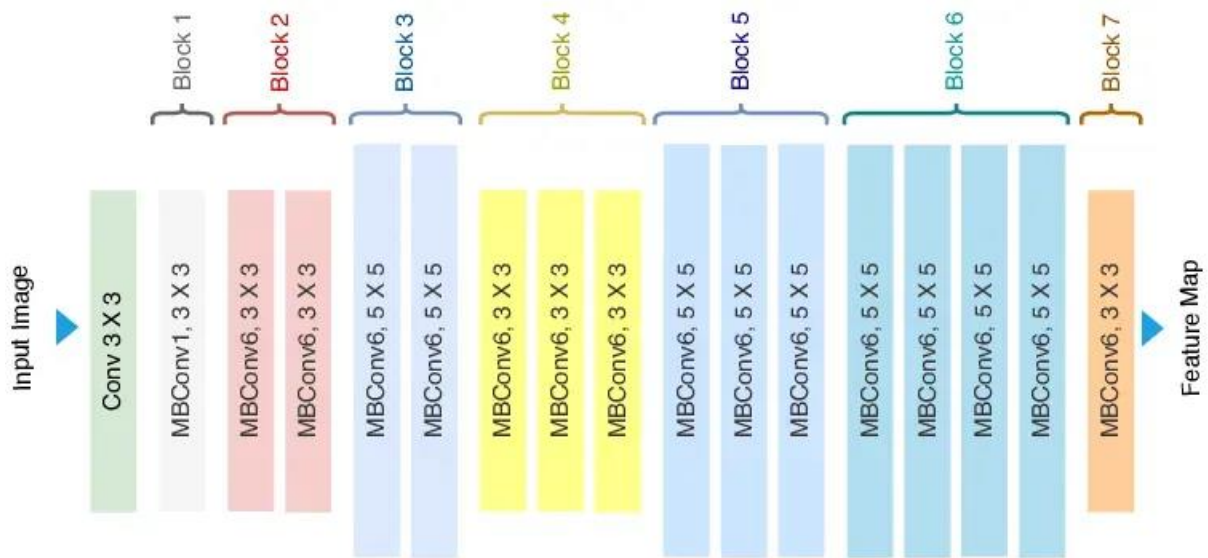 Block 1
Block 2
Block 3
Block 4
Block 5
Block 6
Block 7
Input Image
Conv 3 X 3
MBConv1, 3 X 3
MBConv6, 3 X 3
MBConv6, 3 X 3
MBConv6, 5 X 5
MBConv6, 5 X 5
MBConv6, 3 X 3
MBConv6, 3 X 3
MBConv6, 3 X 3
MBConv6, 5 X 5
MBConv6, 5 X 5
MBConv6, 5 X 5
MBConv6, 5 X 5
MBConv6, 5 X 5
MBConv6, 5 X 5
MBConv6, 5 X 5
MBConv6, 3 X 3
Feature Map